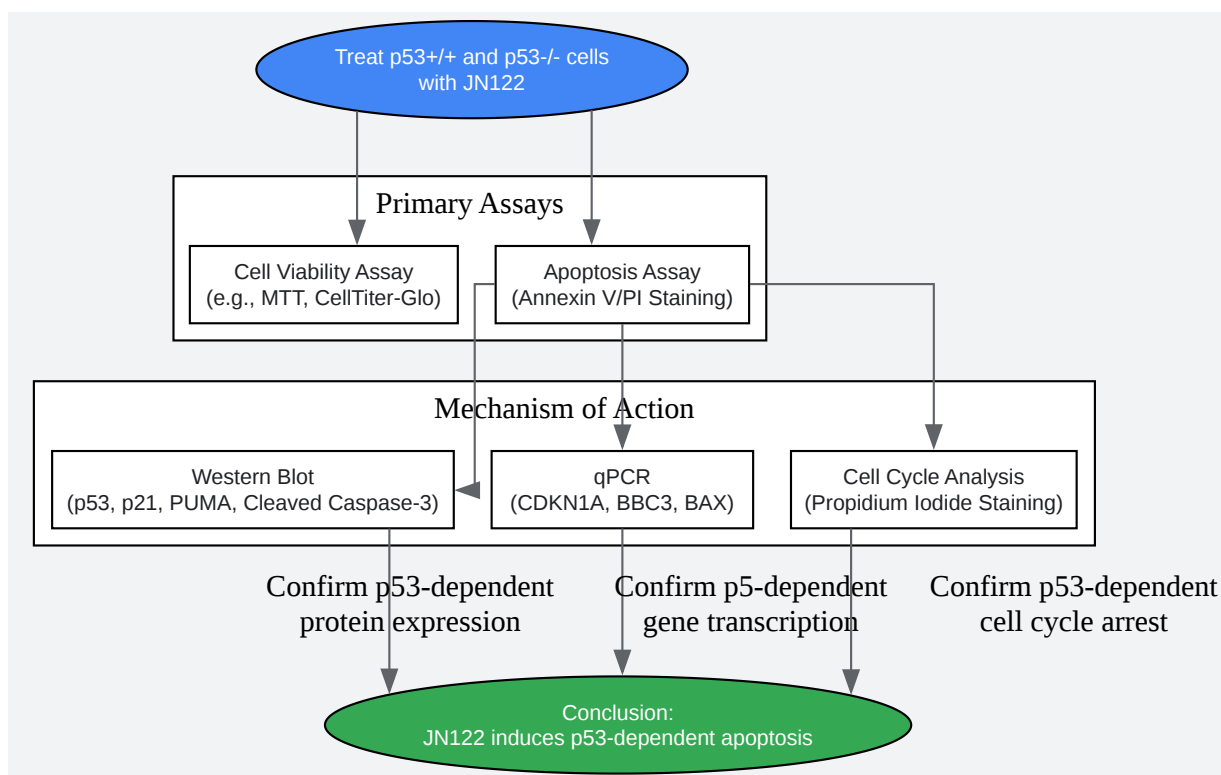 Treat p53+/+ and p53-/- cells
with JN122
Primary Assays
Cell Viability Assay
(e.g., MTT, CellTiter-Glo)
Apoptosis Assay
(Annexin V/PI Staining)
Mechanism of Action
Western Blot
(p53, p21, PUMA, Cleaved Caspase-3)
qPCR
(CDKN1A, BBC3, BAX)
Cell Cycle Analysis
(Propidium Iodide Staining)
Confirm p53-dependent
protein expression
Confirm p5-dependent
gene transcription
Confirm p53-dependent
cell cycle arrest
Conclusion:
JN122 induces p53-dependent apoptosis